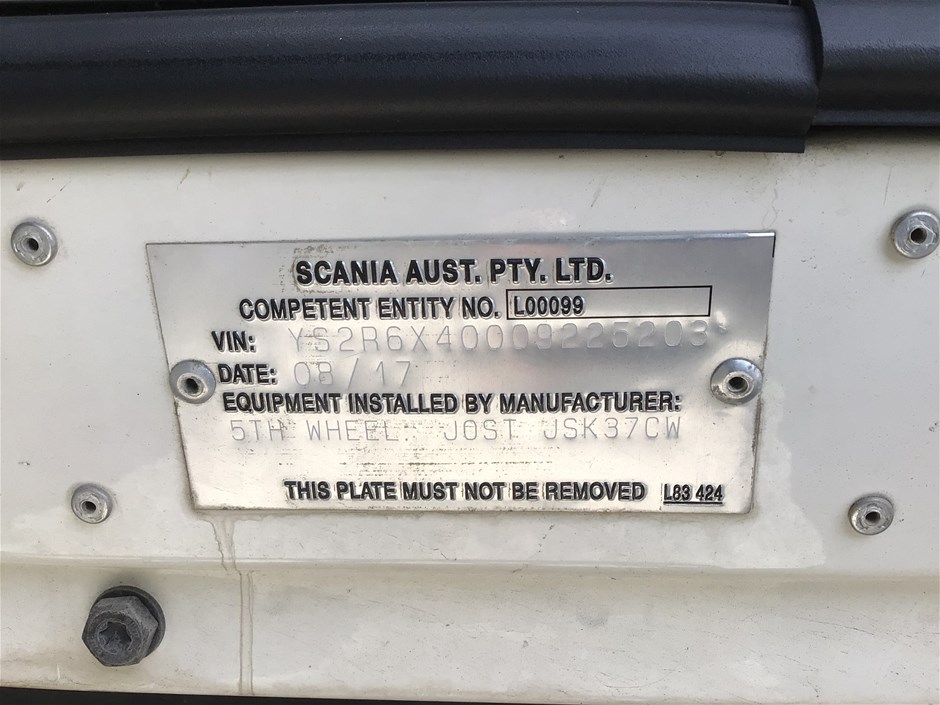 SCANIA AUST. PTY. LTD.
COMPETENT ENTITY NO. L00099
VIN: YS2R6X40009226203
DATE: 08/17
EQUIPMENT INSTALLED BY MANUFACTURER:
5TH WHEEL: JOST JSK37CW
THIS PLATE MUST NOT BE REMOVED L83 424